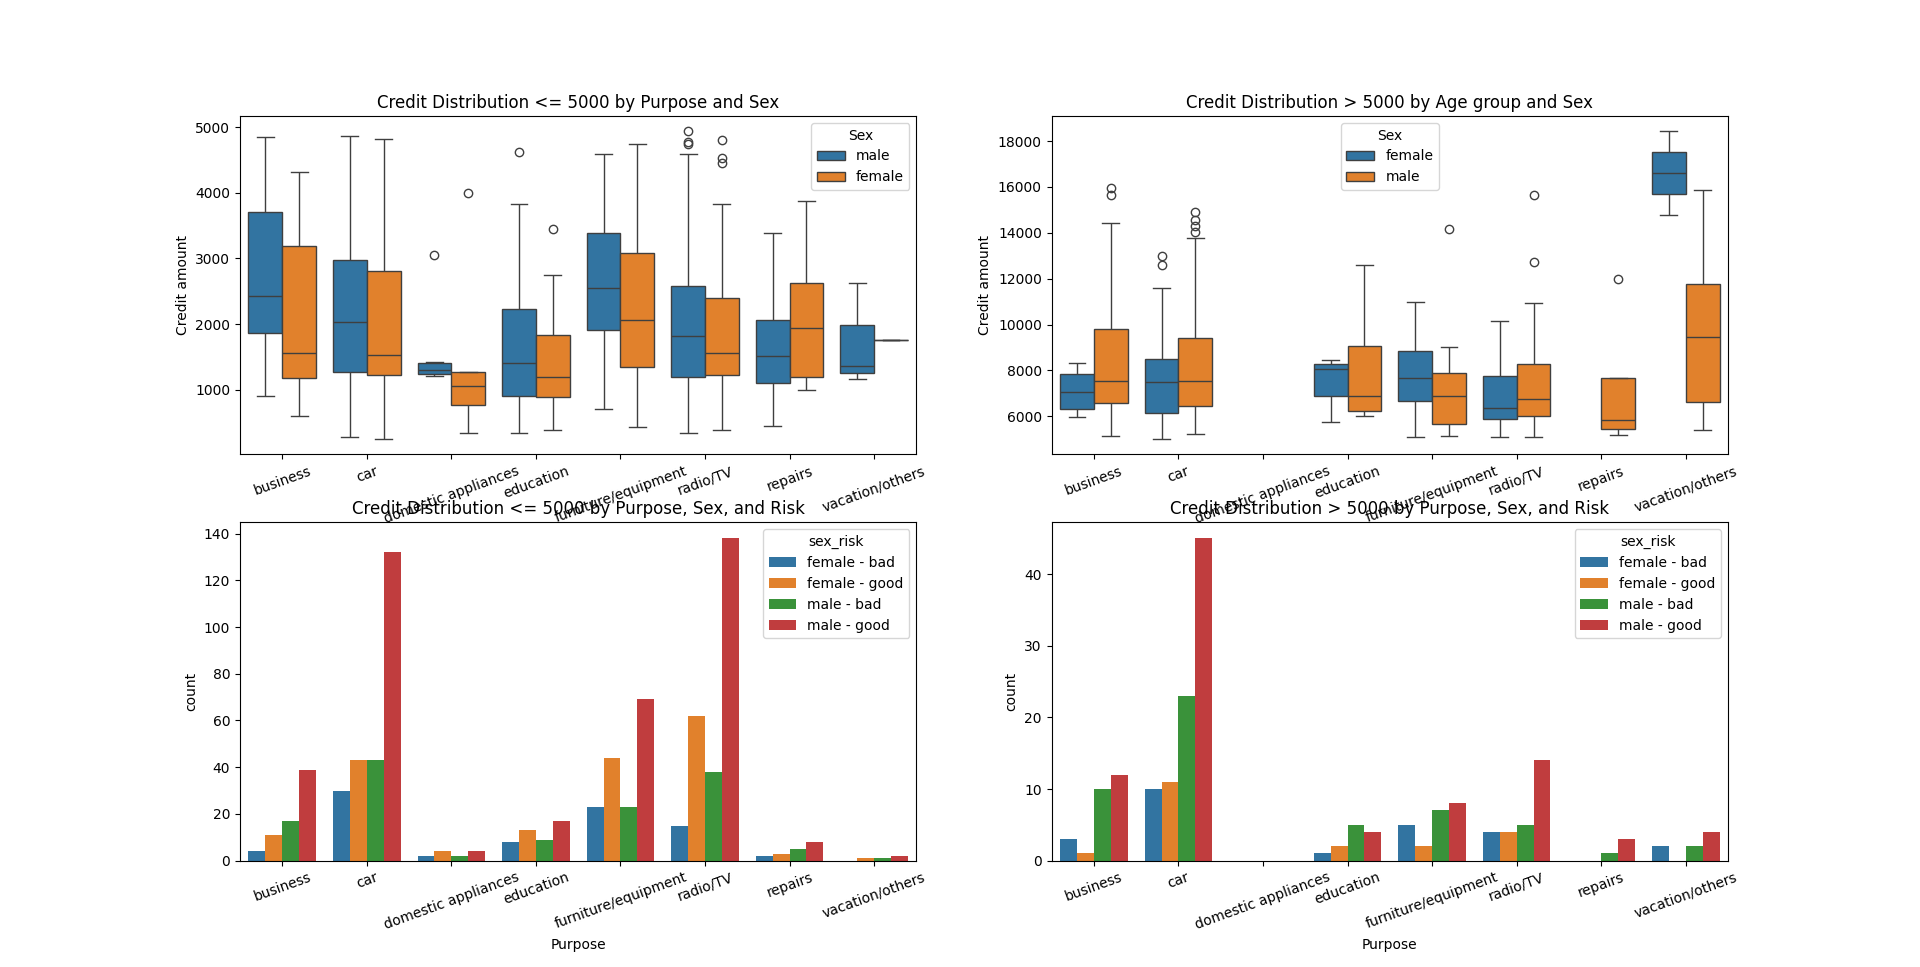 Credit Distribution <= 5000 by Purpose and Sex
Credit amount
5000
4000
3000
2000
1000
Sex
male
female
business
car
domestic appliances
education
furniture/equipment
radio/TV
repairs
vacation/others
Credit Distribution > 5000 by Age group and Sex
Credit amount
18000
16000
14000
12000
10000
8000
6000
Sex
female
male
business
car
domestic appliances
education
furniture/equipment
radio/TV
repairs
vacation/others
Credit Distribution <= 5000 by Purpose, Sex, and Risk
count
140
120
100
80
60
40
20
0
sex_risk
female - bad
female - good
male - bad
male - good
business
car
domestic appliances
education
furniture/equipment
radio/TV
repairs
vacation/others
Purpose
Credit Distribution > 5000 by Purpose, Sex, and Risk
count
40
30
20
10
0
sex_risk
female - bad
female - good
male - bad
male - good
business
car
domestic appliances
education
furniture/equipment
radio/TV
repairs
vacation/others
Purpose